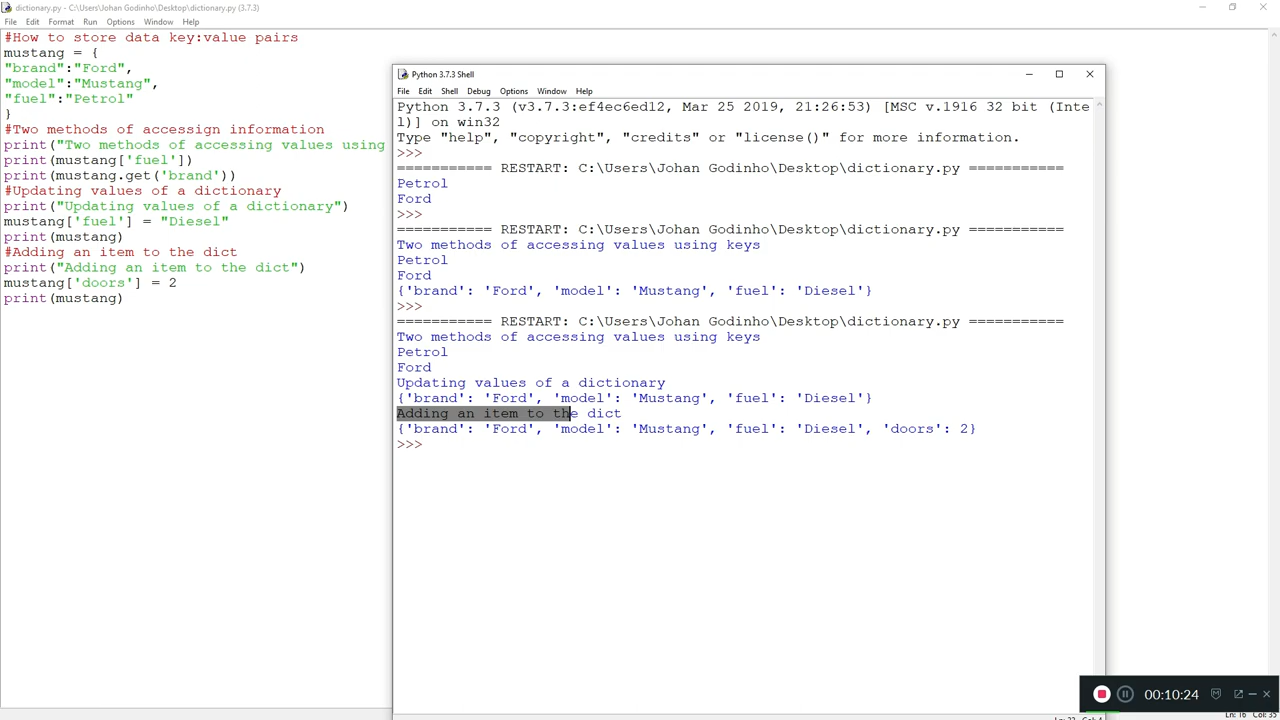 dictionary.py - C:\Users\Johan Godinho\Desktop\dictionary.py (3.7.3)
File Edit Format Run Options Window Help
#How to store data key:value pairs
mustang = {
"brand":"Ford",
"model":"Mustang",
"fuel":"Petrol"
}
#Two methods of accessign information
print("Two methods of accessing values using
print(mustang['fuel'])
print(mustang.get('brand'))
#Updating values of a dictionary
print("Updating values of a dictionary")
mustang['fuel'] = "Diesel"
print(mustang)
#Adding an item to the dict
print("Adding an item to the dict")
mustang['doors'] = 2
print(mustang)
Python 3.7.3 Shell
File Edit Shell Debug Options Window Help
Python 3.7.3 (v3.7.3:ef4ec6ed12, Mar 25 2019, 21:26:53) [MSC v.1916 32 bit (Inte
l)] on win32
Type "help", "copyright", "credits" or "license()" for more information.
>>>
=========== RESTART: C:\Users\Johan Godinho\Desktop\dictionary.py ===========
Petrol
Ford
>>>
=========== RESTART: C:\Users\Johan Godinho\Desktop\dictionary.py ===========
Two methods of accessing values using keys
Petrol
Ford
{'brand': 'Ford', 'model': 'Mustang', 'fuel': 'Diesel'}
>>>
=========== RESTART: C:\Users\Johan Godinho\Desktop\dictionary.py ===========
Two methods of accessing values using keys
Petrol
Ford
Updating values of a dictionary
{'brand': 'Ford', 'model': 'Mustang', 'fuel': 'Diesel'}
Adding an item to the dict
{'brand': 'Ford', 'model': 'Mustang', 'fuel': 'Diesel', 'doors': 2}
>>>
00:10:24
Ln: 16 Col: 35